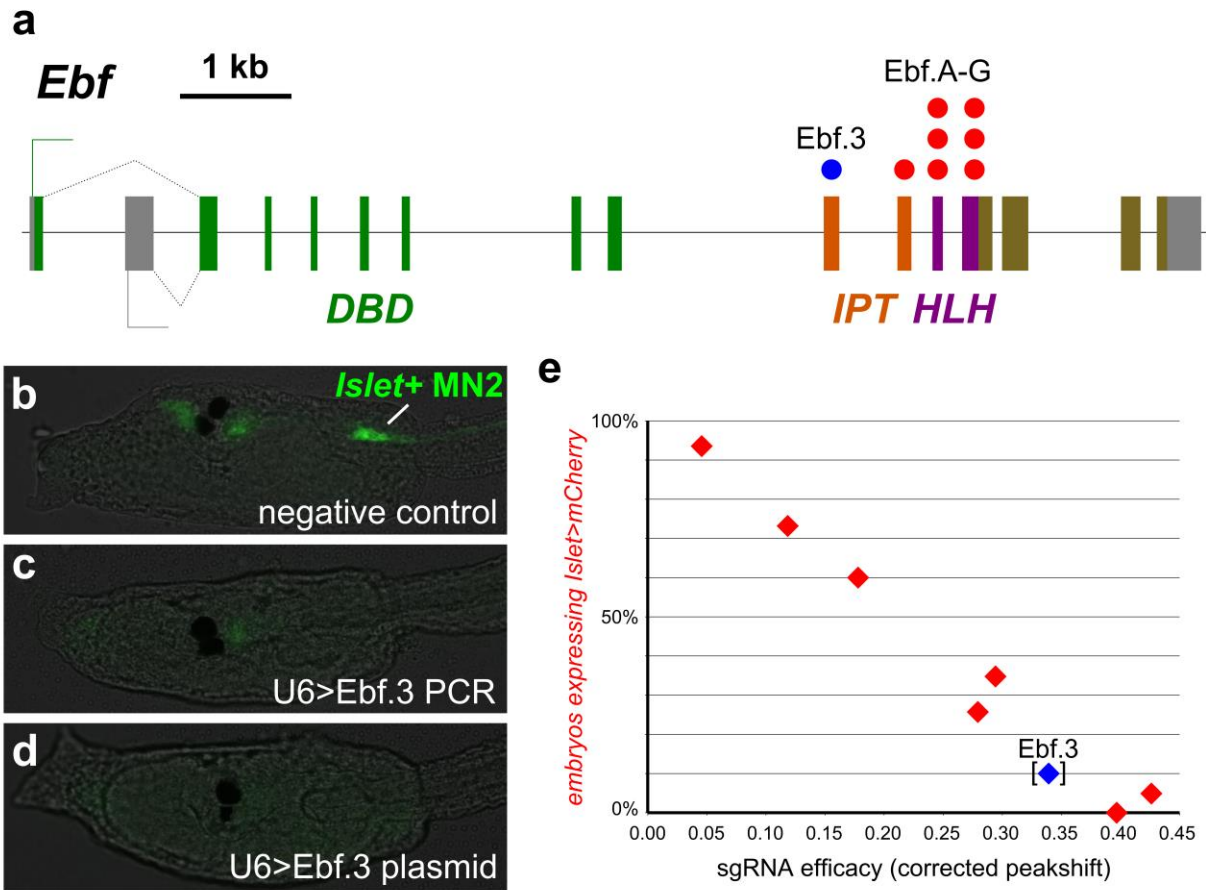 a
Ebf
1 kb
Ebf.A-G
Ebf.3
DBD
IPT HLH
b
Islet+ MN2
negative control
c
U6>Ebf.3 PCR
d
U6>Ebf.3 plasmid
e
embryos expressing Islet>mCherry
100%
50%
0%
Ebf.3
[ ]
0.00 0.05 0.10 0.15 0.20 0.25 0.30 0.35 0.40 0.45
sgRNA efficacy (corrected peakshift)